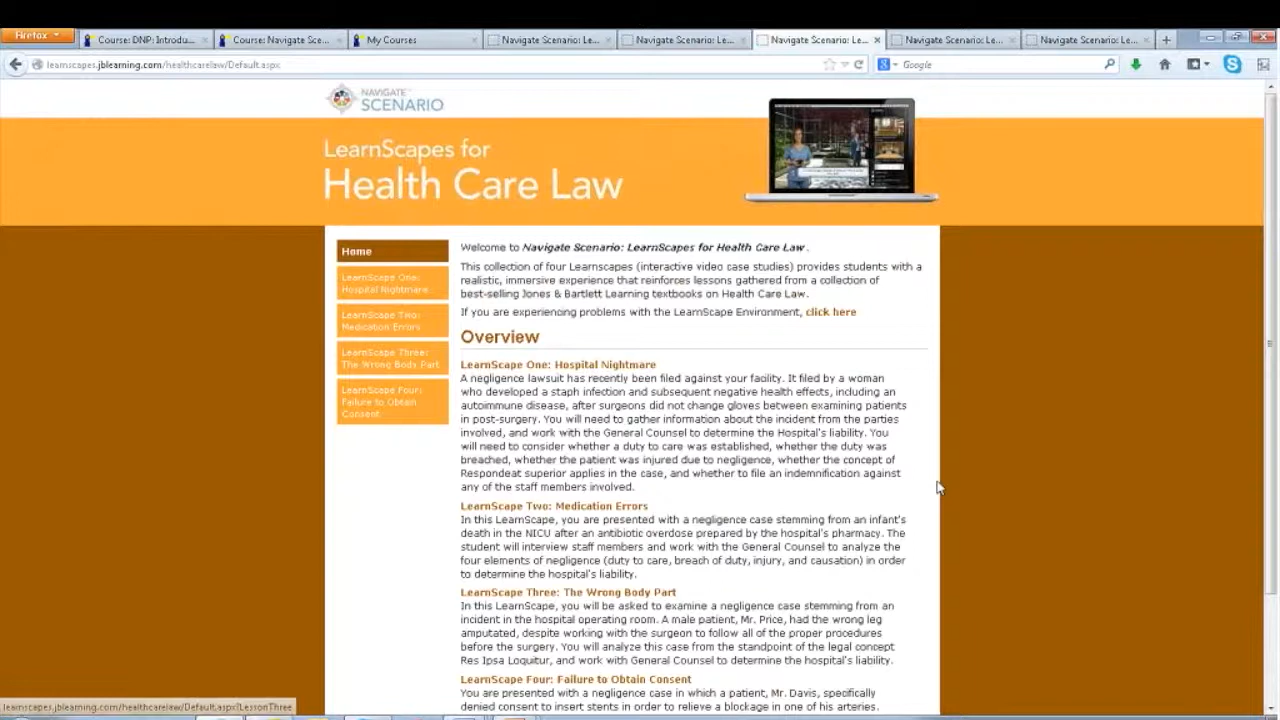 Firefox
Course: DNP: Introdu...
Course: Navigate Sce...
My Courses
Navigate Scenario: Le...
Navigate Scenario: Le...
Navigate Scenario: Le...
Navigate Scenario: Le...
Navigate Scenario: Le...
learnscapes.jblearning.com/healthcarelaw/Default.aspx
Google
NAVIGATE
SCENARIO
LearnScapes for
Health Care Law
Home
LearnScape One:
Hospital Nightmare
LearnScape Two:
Medication Errors
LearnScape Three:
The Wrong Body Part
LearnScape Four:
Failure to Obtain
Consent
Welcome to Navigate Scenario: LearnScapes for Health Care Law .
This collection of four Learnscapes (interactive video case studies) provides students with a
realistic, immersive experience that reinforces lessons gathered from a collection of
best-selling Jones & Bartlett Learning textbooks on Health Care Law.
If you are experiencing problems with the LearnScape Environment, click here
Overview
LearnScape One: Hospital Nightmare
A negligence lawsuit has recently been filed against your facility. It filed by a woman
who developed a staph infection and subsequent negative health effects, including an
autoimmune disease, after surgeons did not change gloves between examining patients
in post-surgery. You will need to gather information about the incident from the parties
involved, and work with the General Counsel to determine the Hospital's liability. You
will need to consider whether a duty to care was established, whether the duty was
breached, whether the patient was injured due to negligence, whether the concept of
Respondeat superior applies in the case, and whether to file an indemnification against
any of the staff members involved.
LearnScape Two: Medication Errors
In this LearnScape, you are presented with a negligence case stemming from an infant's
death in the NICU after an antibiotic overdose prepared by the hospital's pharmacy. The
student will interview staff members and work with the General Counsel to analyze the
four elements of negligence (duty to care, breach of duty, injury, and causation) in order
to determine the hospital's liability.
LearnScape Three: The Wrong Body Part
In this LearnScape, you will be asked to examine a negligence case stemming from an
incident in the hospital operating room. A male patient, Mr. Price, had the wrong leg
amputated, despite working with the surgeon to follow all of the proper procedures
before the surgery. You will analyze this case from the standpoint of the legal concept
Res Ipsa Loquitur, and work with General Counsel to determine the hospital's liability.
LearnScape Four: Failure to Obtain Consent
You are presented with a negligence case in which a patient, Mr. Davis, specifically
denied consent to insert stents in order to relieve a blockage in one of his arteries.
learnscapes.jblearning.com/healthcarelaw/Default.aspx?LessonThree